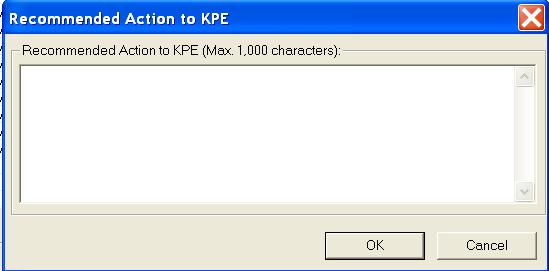 Recommended Action to KPE
Recommended Action to KPE (Max. 1,000 characters):
OK
Cancel